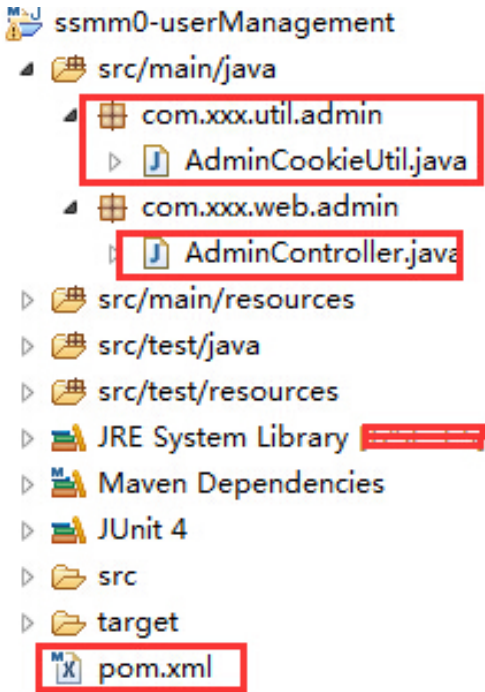 ssmm0-userManagement
src/main/java
com.xxx.util.admin
AdminCookieUtil.java
com.xxx.web.admin
AdminController.java
src/main/resources
src/test/java
src/test/resources
JRE System Library
Maven Dependencies
JUnit 4
src
target
pom.xml